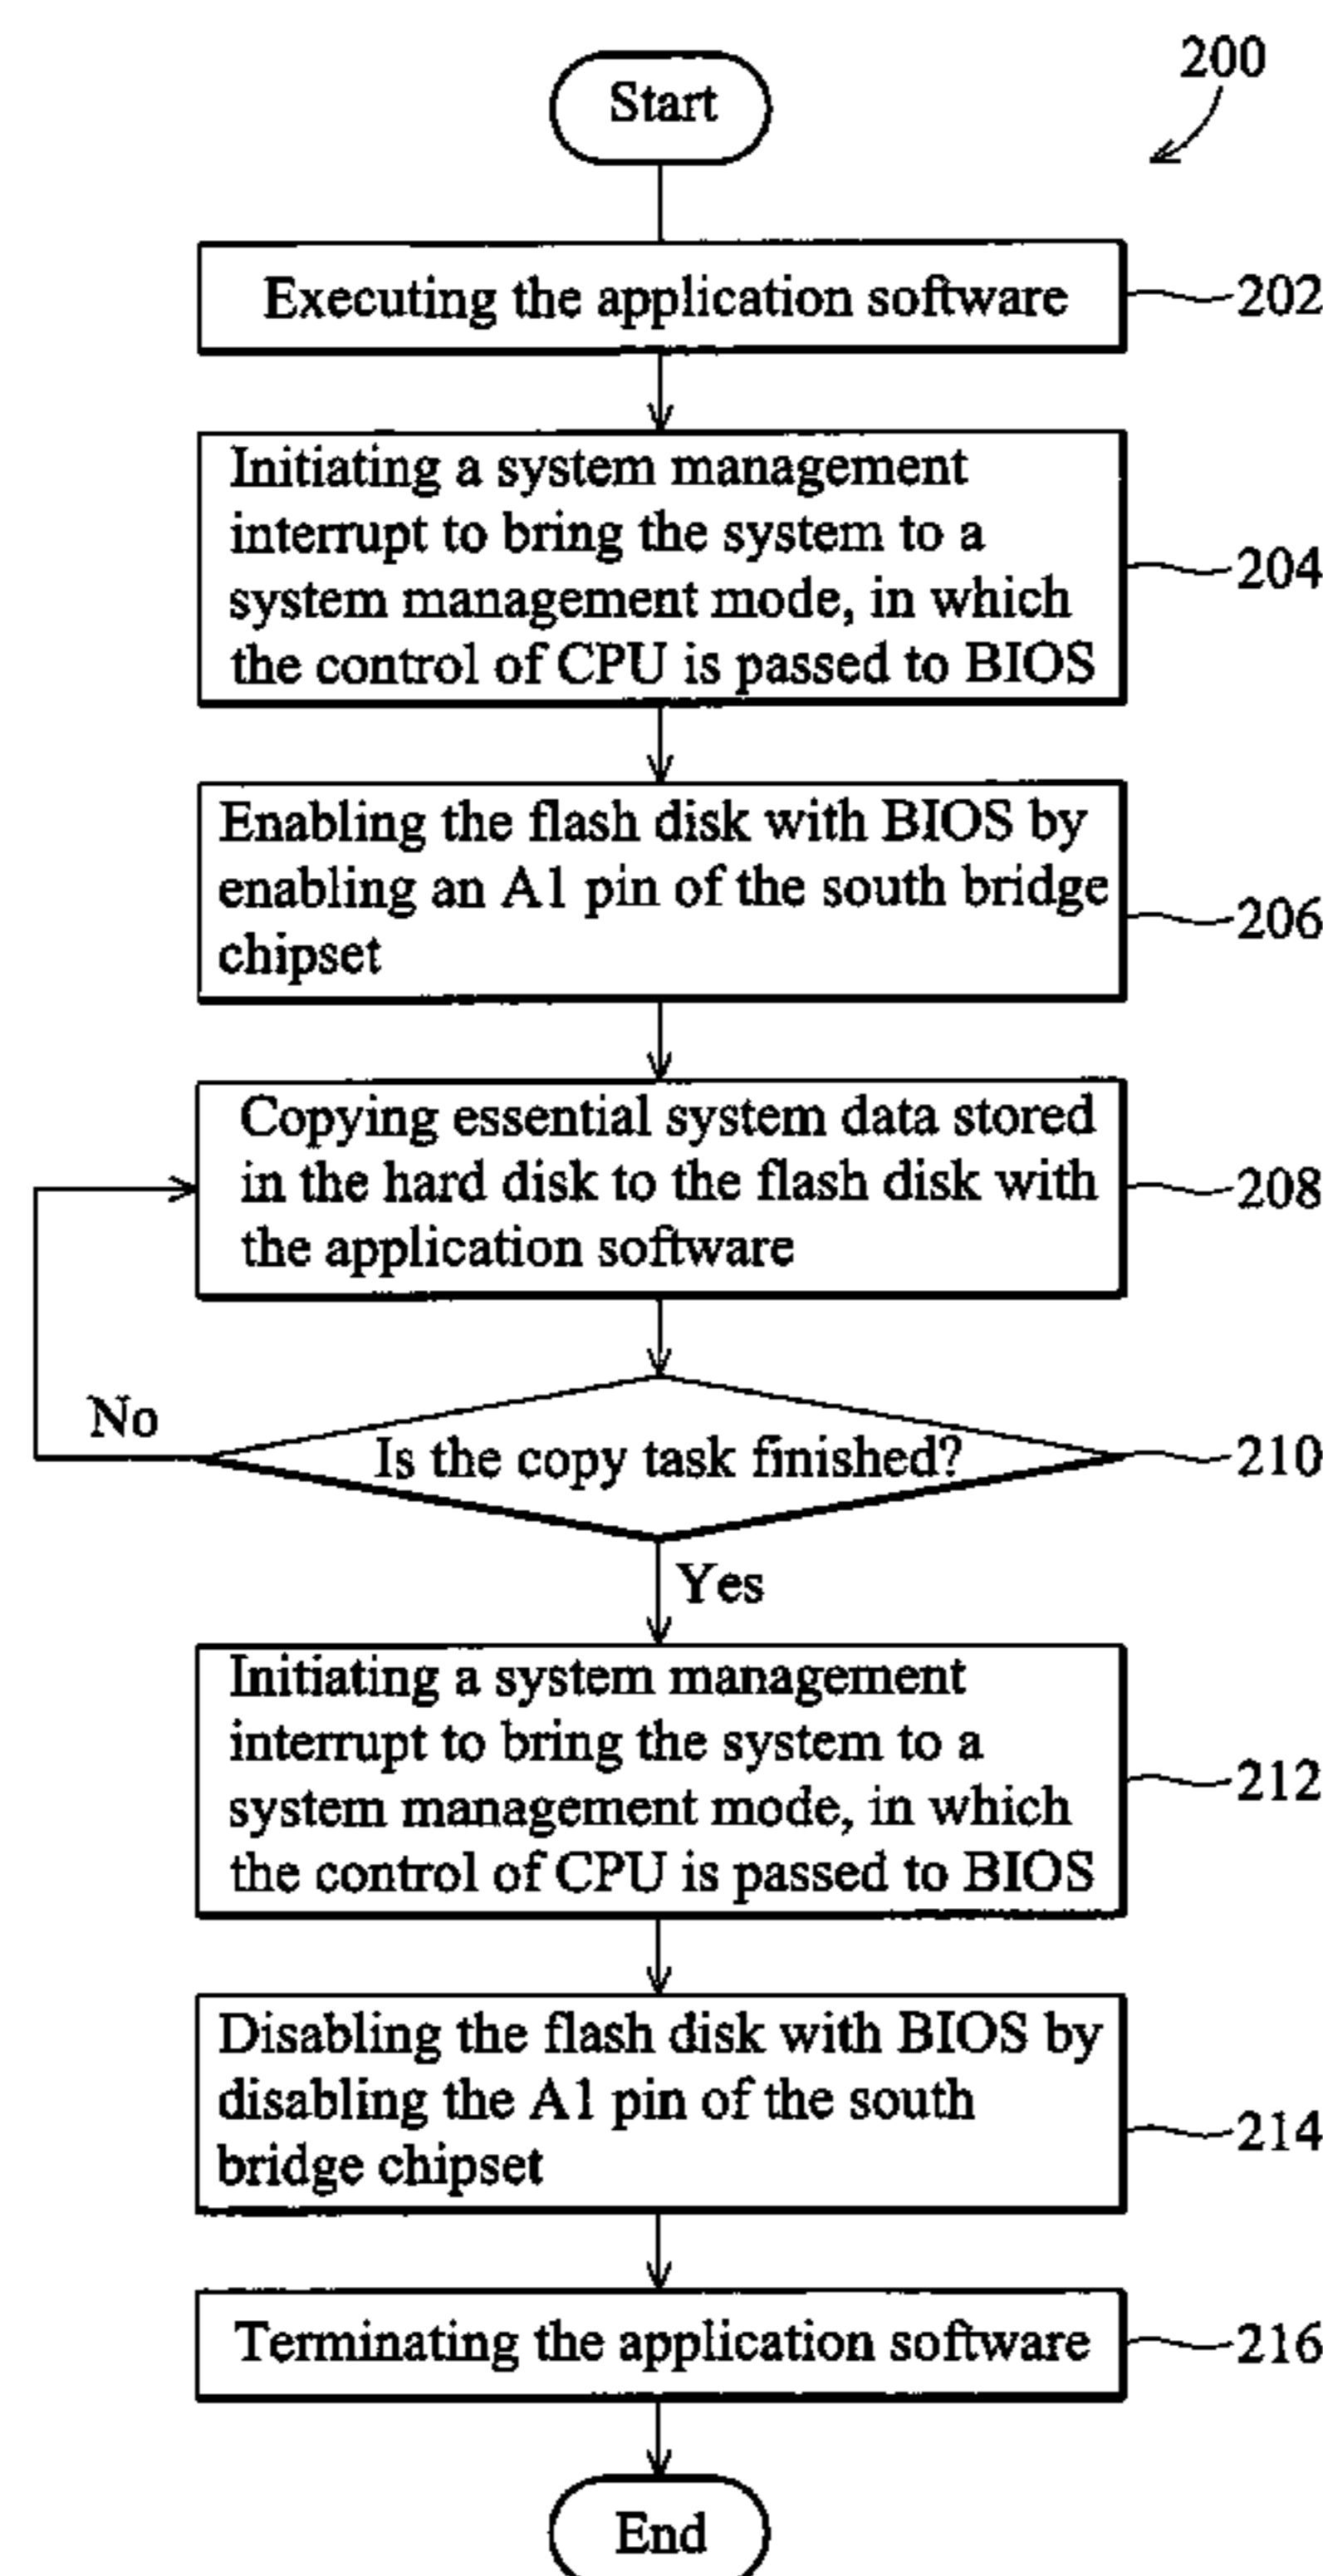 200
Start
Executing the application software
202
Initiating a system management
interrupt to bring the system to a
system management mode, in which
the control of CPU is passed to BIOS
204
Enabling the flash disk with BIOS by
enabling an A1 pin of the south bridge
chipset
206
Copying essential system data stored
in the hard disk to the flash disk with
the application software
208
No
Is the copy task finished?
210
Yes
Initiating a system management
interrupt to bring the system to a
system management mode, in which
the control of CPU is passed to BIOS
212
Disabling the flash disk with BIOS by
disabling the A1 pin of the south
bridge chipset
214
Terminating the application software
216
End